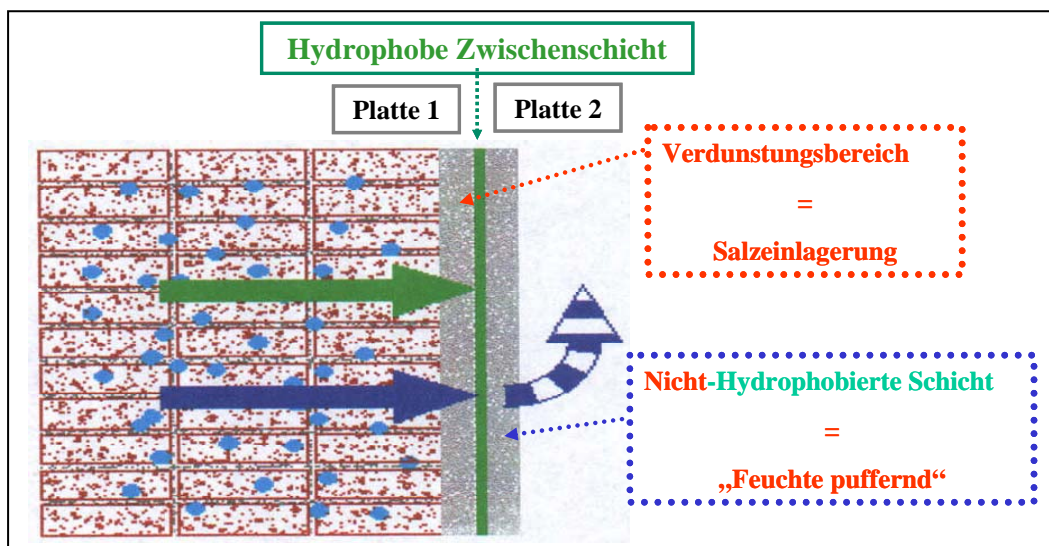 Hydrophobe Zwischenschicht
Platte 1
Platte 2
Verdunstungsbereich
=
Salzeinlagerung
Nicht-Hydrophobierte Schicht
=
„Feuchte puffernd“